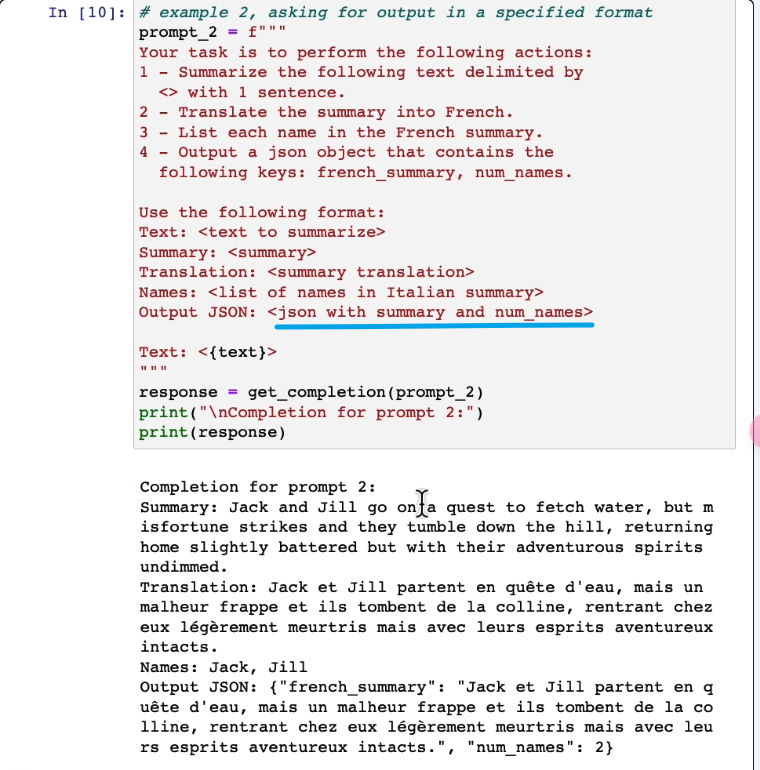 In [10]: # example 2, asking for output in a specified format
prompt_2 = f"""
Your task is to perform the following actions:
1 - Summarize the following text delimited by
  <> with 1 sentence.
2 - Translate the summary into French.
3 - List each name in the French summary.
4 - Output a json object that contains the
  following keys: french_summary, num_names.

Use the following format:
Text: <text to summarize>
Summary: <summary>
Translation: <summary translation>
Names: <list of names in Italian summary>
Output JSON: <json with summary and num_names>

Text: <{text}>
"""
response = get_completion(prompt_2)
print("\nCompletion for prompt 2:")
print(response)

Completion for prompt 2:
Summary: Jack and Jill go on a quest to fetch water, but m
isfortune strikes and they tumble down the hill, returning
home slightly battered but with their adventurous spirits
undimmed.
Translation: Jack et Jill partent en quête d'eau, mais un
malheur frappe et ils tombent de la colline, rentrant chez
eux légèrement meurtris mais avec leurs esprits aventureux
intacts.
Names: Jack, Jill
Output JSON: {"french_summary": "Jack et Jill partent en q
uête d'eau, mais un malheur frappe et ils tombent de la co
lline, rentrant chez eux légèrement meurtris mais avec leu
rs esprits aventureux intacts.", "num_names": 2}